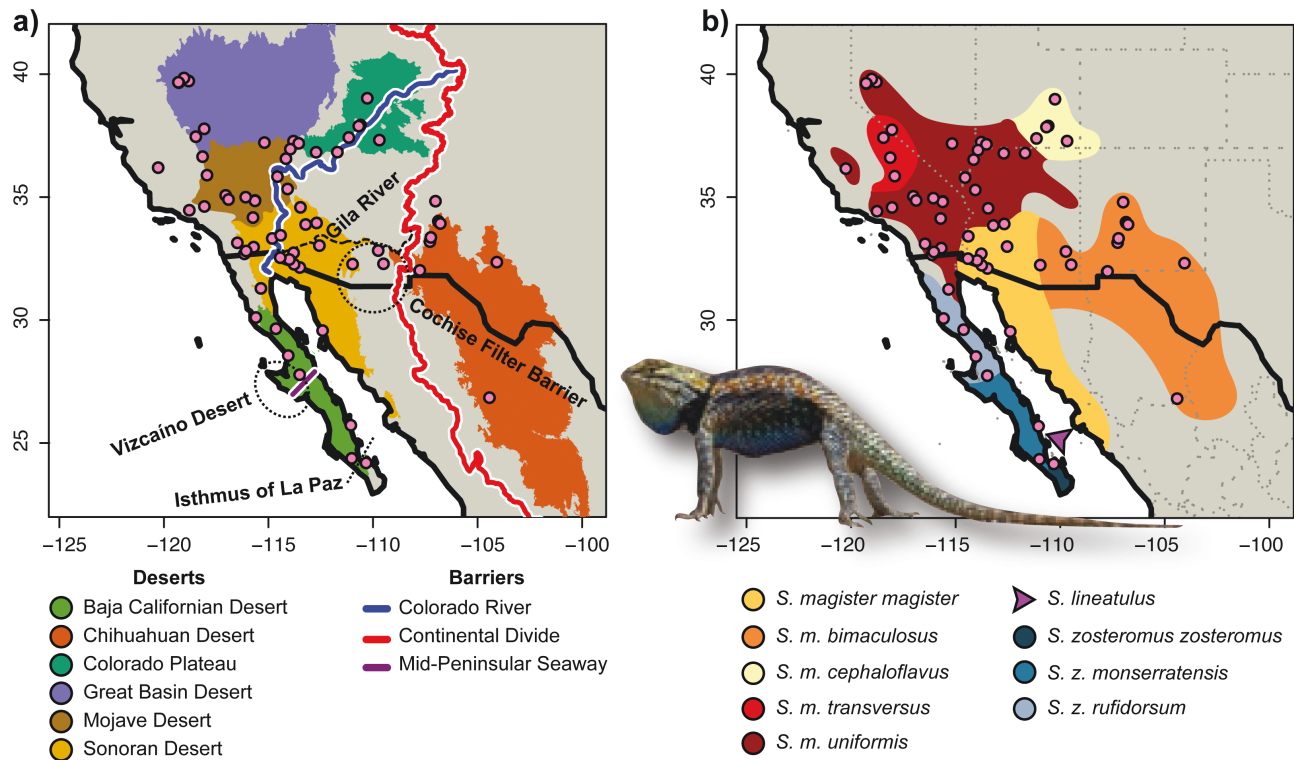 a)
40
35
30
25
−125
−120
−115
−110
−105
−100
Gila River
Cochise Filter Barrier
Vizcaíno Desert
Isthmus of La Paz
Deserts
Baja Californian Desert
Chihuahuan Desert
Colorado Plateau
Great Basin Desert
Mojave Desert
Sonoran Desert
Barriers
Colorado River
Continental Divide
Mid-Peninsular Seaway
b)
40
35
30
25
−125
−120
−115
−110
−104
−100
S. magister magister
S. m. bimaculosus
S. m. cephaloflavus
S. m. transversus
S. m. uniformis
S. lineatulus
S. zosteromus zosteromus
S. z. monserratensis
S. z. rufidorsum